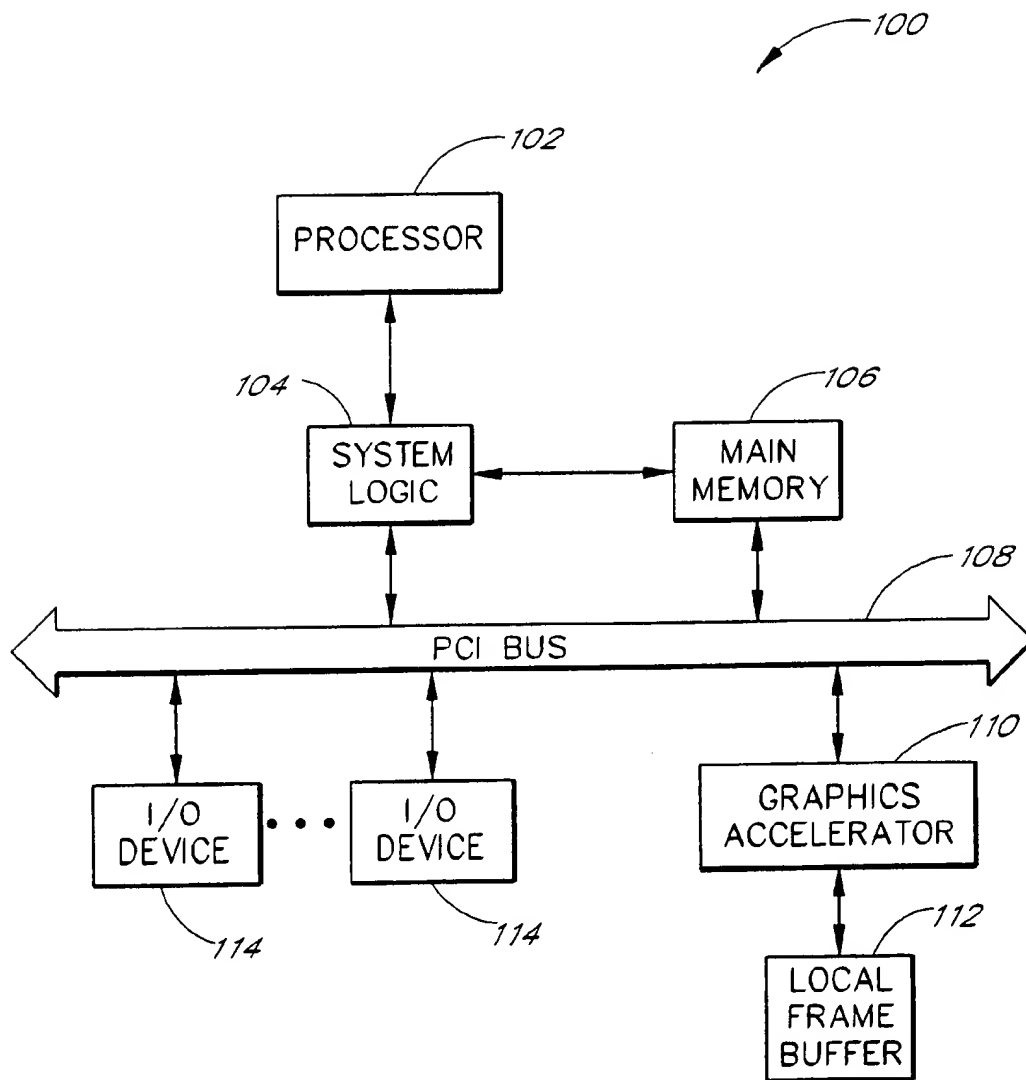 100
102
PROCESSOR
104
106
SYSTEM
LOGIC
MAIN
MEMORY
108
PCI BUS
110
I/O
DEVICE
I/O
DEVICE
GRAPHICS
ACCELERATOR
114
114
112
LOCAL
FRAME
BUFFER